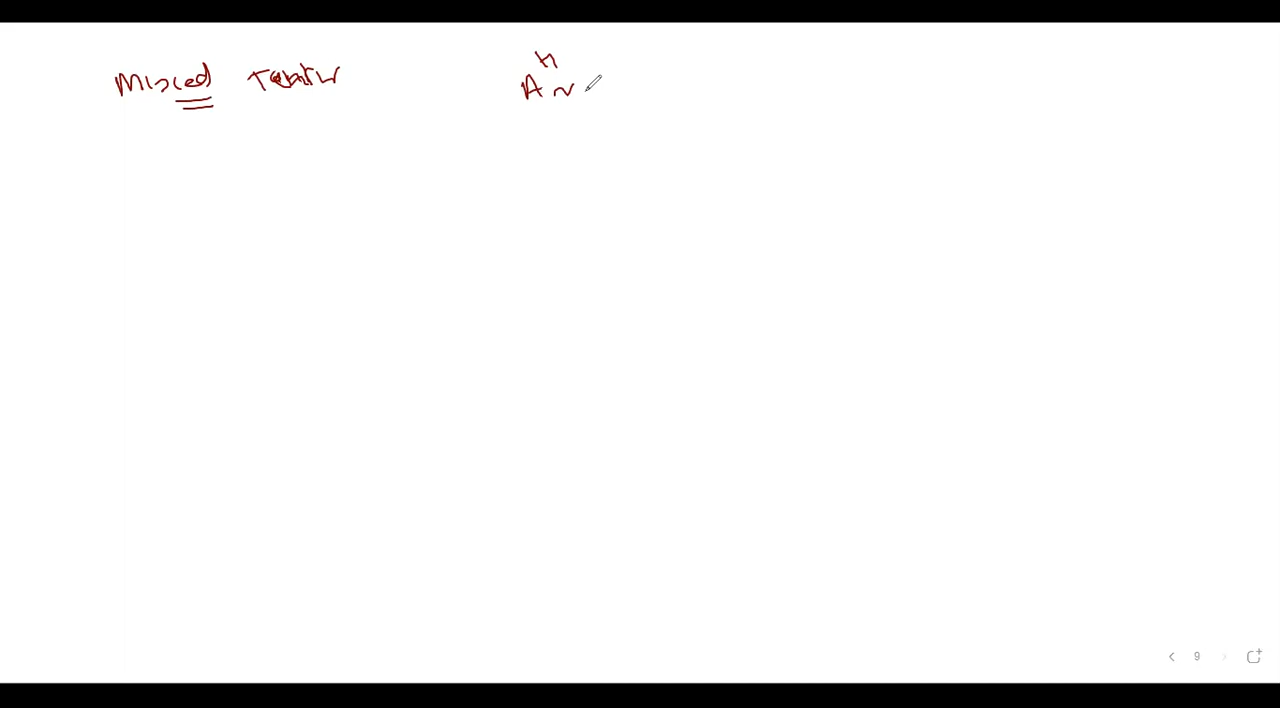 Mixed Tensor
A μ ν
9